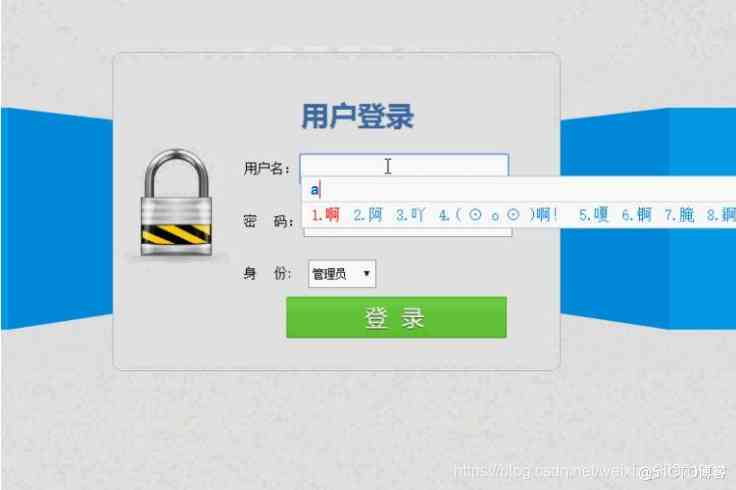 用户登录
用户名：
a
1.啊 2.阿 3.吖 4.( ⊙ o ⊙ )啊! 5.嗄 6.锕 7.腌 8.錒
密 码：
身 份: 管理员
登 录
https://blog.csdn.net/weixi
@51CTO博客